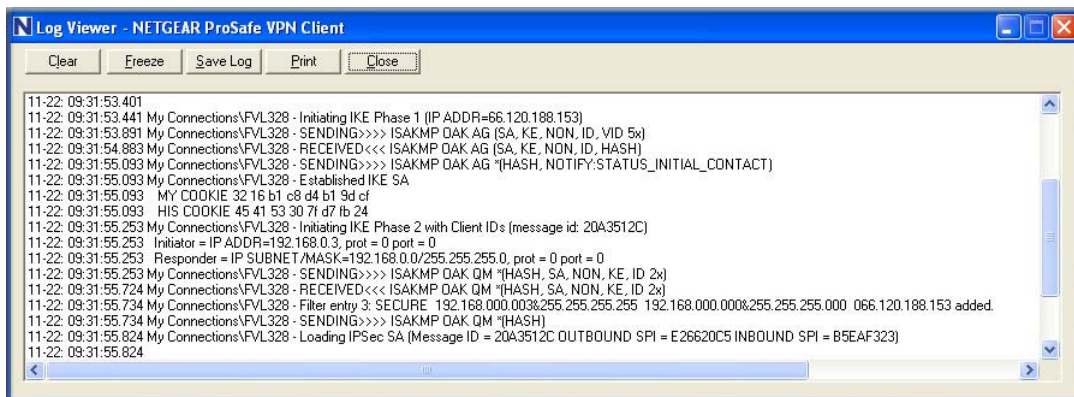 Log Viewer - NETGEAR ProSafe VPN Client
Clear Freeze Save Log Print Close
11-22: 09:31:53.401
11-22: 09:31:53.441 My Connections\FVL328 - Initiating IKE Phase 1 (IP ADDR=66.120.188.153)
11-22: 09:31:53.891 My Connections\FVL328 - SENDING>>>> ISAKMP OAK AG (SA, KE, NON, ID, VID 5x)
11-22: 09:31:54.883 My Connections\FVL328 - RECEIVED<<< ISAKMP OAK AG (SA, KE, NON, ID, HASH)
11-22: 09:31:55.093 My Connections\FVL328 - SENDING>>>> ISAKMP OAK AG *(HASH, NOTIFY:STATUS_INITIAL_CONTACT)
11-22: 09:31:55.093 My Connections\FVL328 - Established IKE SA
11-22: 09:31:55.093 MY COOKIE 32 16 b1 c8 d4 b1 9d cf
11-22: 09:31:55.093 HIS COOKIE 45 41 53 30 7f d7 fb 24
11-22: 09:31:55.253 My Connections\FVL328 - Initiating IKE Phase 2 with Client IDs (message id: 20A3512C)
11-22: 09:31:55.253 Initiator = IP ADDR=192.168.0.3, prot = 0 port = 0
11-22: 09:31:55.253 Responder = IP SUBNET/MASK=192.168.0.0/255.255.255.0, prot = 0 port = 0
11-22: 09:31:55.253 My Connections\FVL328 - SENDING>>>> ISAKMP OAK QM *(HASH, SA, NON, KE, ID 2x)
11-22: 09:31:55.724 My Connections\FVL328 - RECEIVED<<< ISAKMP OAK QM *(HASH, SA, NON, KE, ID 2x)
11-22: 09:31:55.734 My Connections\FVL328 - Filter entry 3: SECURE 192.168.000.003&255.255.255.255 192.168.000.000&255.255.255.000 066.120.188.153 added.
11-22: 09:31:55.734 My Connections\FVL328 - SENDING>>>> ISAKMP OAK QM *(HASH)
11-22: 09:31:55.824 My Connections\FVL328 - Loading IPSec SA (Message ID = 20A3512C OUTBOUND SPI = E26620C5 INBOUND SPI = B5EAF323)
11-22: 09:31:55.824